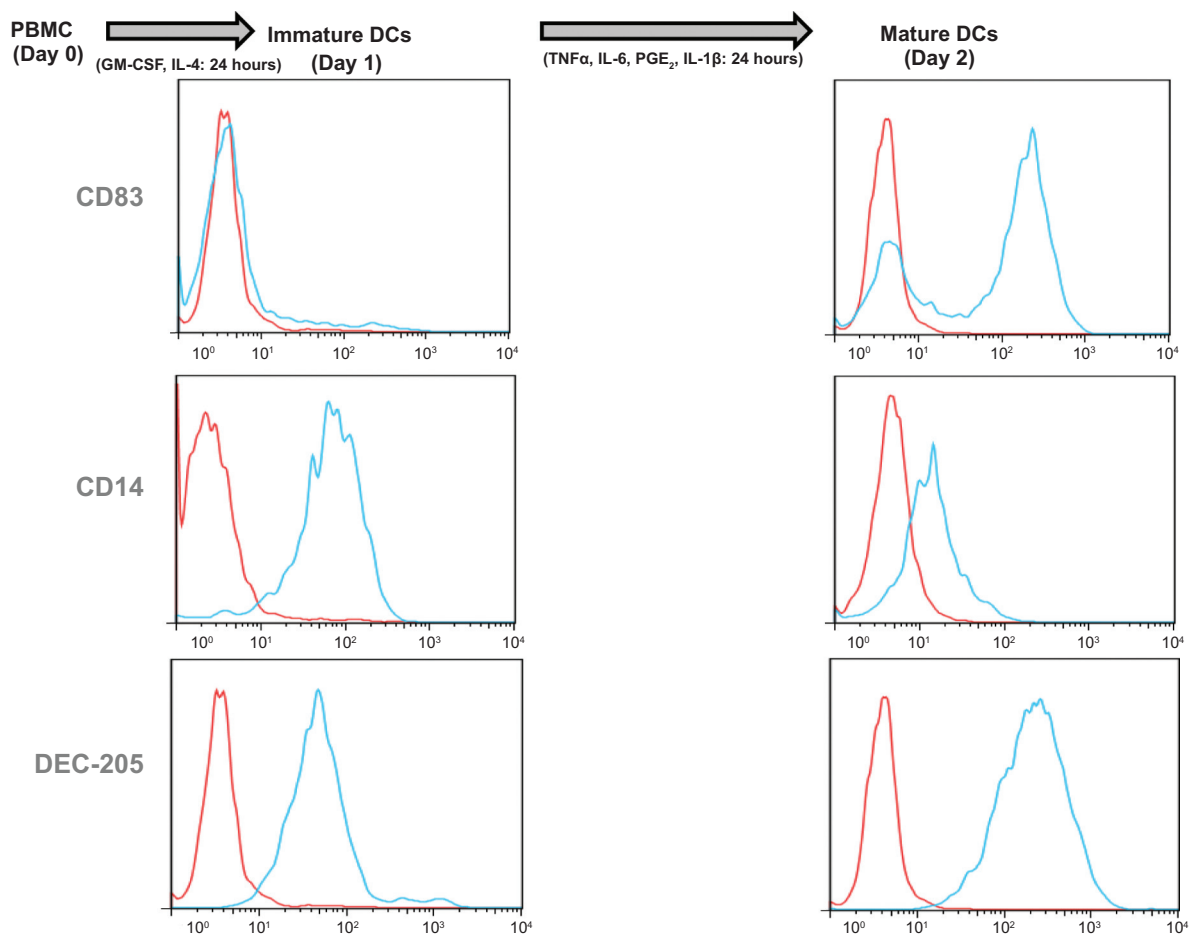 PBMC
(Day 0)
(GM-CSF, IL-4: 24 hours)
Immature DCs
(Day 1)
(TNFα, IL-6, PGE₂, IL-1β: 24 hours)
Mature DCs
(Day 2)
CD83
10⁰ 10¹ 10² 10³ 10⁴
10⁰ 10¹ 10² 10³ 10⁴
CD14
10⁰ 10¹ 10² 10³ 10⁴
10⁰ 10¹ 10² 10³ 10⁴
DEC-205
10⁰ 10¹ 10² 10³ 10⁴
10⁰ 10¹ 10² 10³ 10⁴